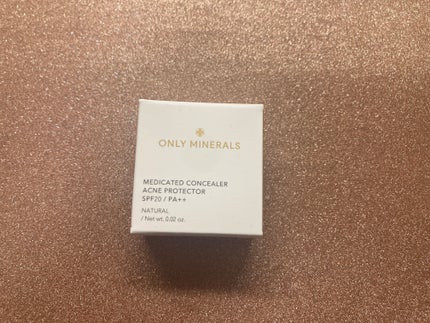 ONLY MINERALS
MEDICATED CONCEALER
ACNE PROTECTOR
SPF20 / PA++
NATURAL
/ Net wt. 0.02 oz.